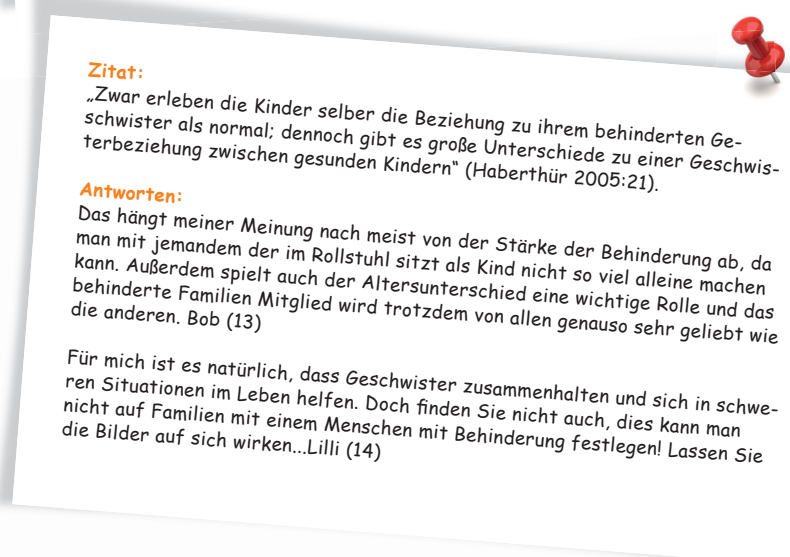 Zitat:
„Zwar erleben die Kinder selber die Beziehung zu ihrem behinderten Ge-
schwister als normal; dennoch gibt es große Unterschiede zu einer Geschwis-
terbeziehung zwischen gesunden Kindern“ (Haberthür 2005:21).
Antworten:
Das hängt meiner Meinung nach meist von der Stärke der Behinderung ab, da
man mit jemandem der im Rollstuhl sitzt als Kind nicht so viel alleine machen
kann. Außerdem spielt auch der Altersunterschied eine wichtige Rolle und das
behinderte Familien Mitglied wird trotzdem von allen genauso sehr geliebt wie
die anderen. Bob (13)
Für mich ist es natürlich, dass Geschwister zusammenhalten und sich in schwe-
ren Situationen im Leben helfen. Doch finden Sie nicht auch, dies kann man
nicht auf Familien mit einem Menschen mit Behinderung festlegen! Lassen Sie
die Bilder auf sich wirken...Lilli (14)